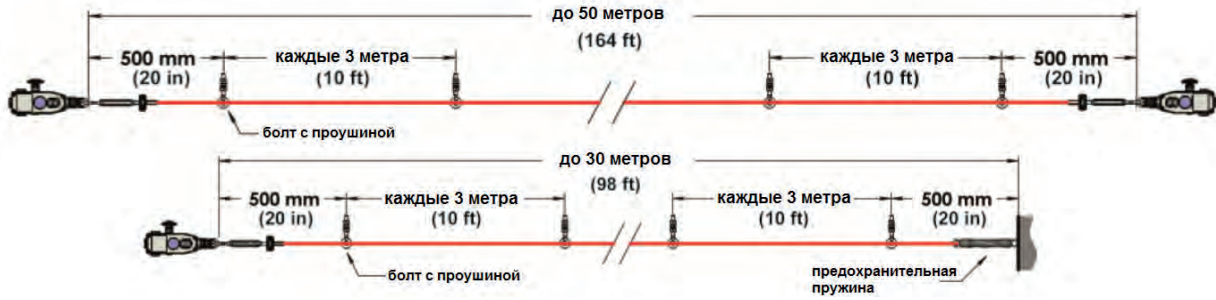 до 50 метров
(164 ft)
500 mm
(20 in)
каждые 3 метра
(10 ft)
каждые 3 метра
(10 ft)
500 mm
(20 in)
болт с проушиной
до 30 метров
(98 ft)
500 mm
(20 in)
каждые 3 метра
(10 ft)
каждые 3 метра
(10 ft)
500 mm
(20 in)
болт с проушиной
предохранительная
пружина